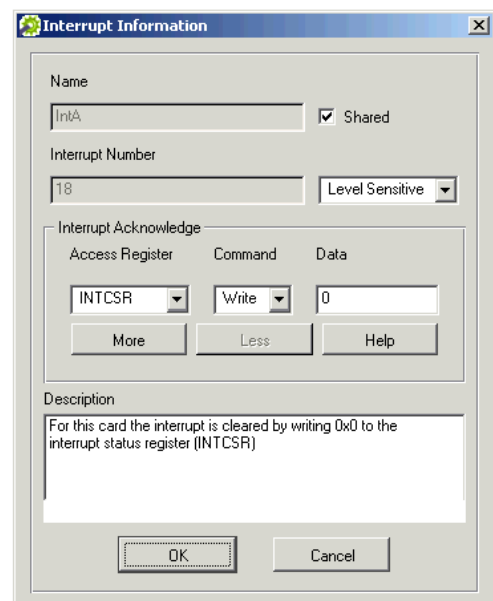 Interrupt Information
Name
IntA
Shared
Interrupt Number
18
Level Sensitive
Interrupt Acknowledge
Access Register Command Data
INTCSR Write 0
More Less Help
Description
For this card the interrupt is cleared by writing 0x0 to the
interrupt status register (INTCSR)
OK Cancel